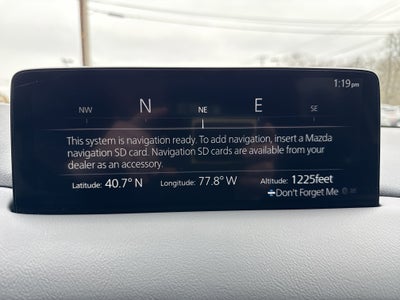 1:19pm
NW N NE E SE
This system is navigation ready. To add navigation, insert a Mazda
navigation SD card. Navigation SD cards are available from your
dealer as an accessory.
Latitude: 40.7° N Longitude: 77.8° W Altitude: 1225feet
Don't Forget Me